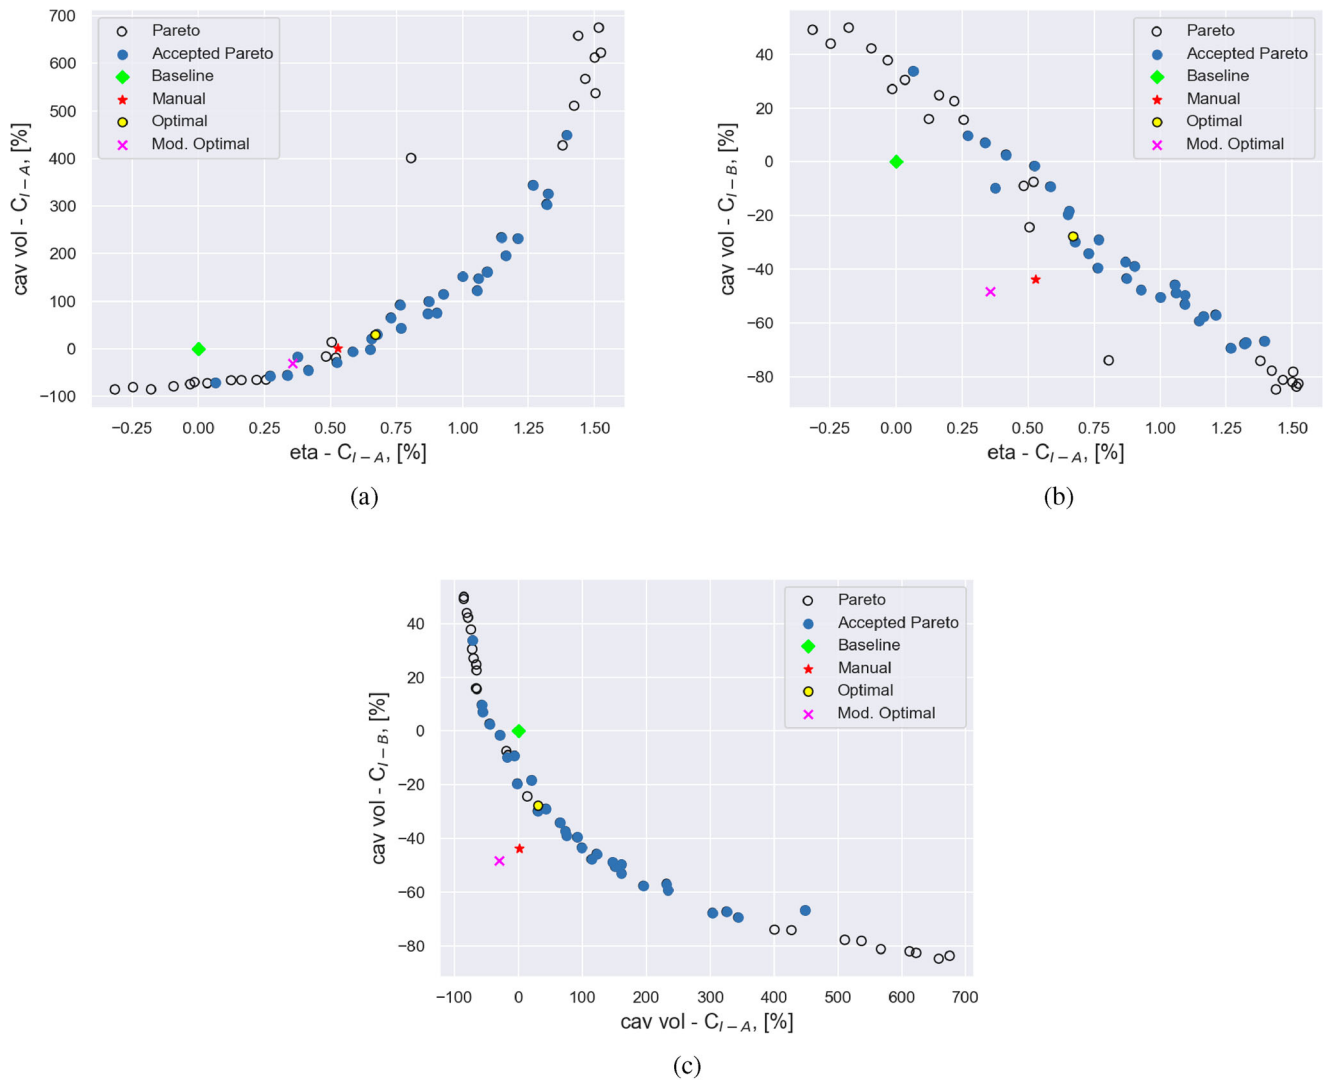 700
600
500
400
300
200
100
0
−100
cav vol - C_{I−A}, [%]
Pareto
Accepted Pareto
Baseline
Manual
Optimal
Mod. Optimal
−0.25 0.00 0.25 0.50 0.75 1.00 1.25 1.50
eta - C_{I−A}, [%]
(a)
40
20
0
−20
−40
−60
−80
cav vol - C_{I−B}, [%]
Pareto
Accepted Pareto
Baseline
Manual
Optimal
Mod. Optimal
−0.25 0.00 0.25 0.50 0.75 1.00 1.25 1.50
eta - C_{I−A}, [%]
(b)
40
20
0
−20
−40
−60
−80
cav vol - C_{I−B}, [%]
Pareto
Accepted Pareto
Baseline
Manual
Optimal
Mod. Optimal
−100 0 100 200 300 400 500 600 700
cav vol - C_{I−A}, [%]
(c)